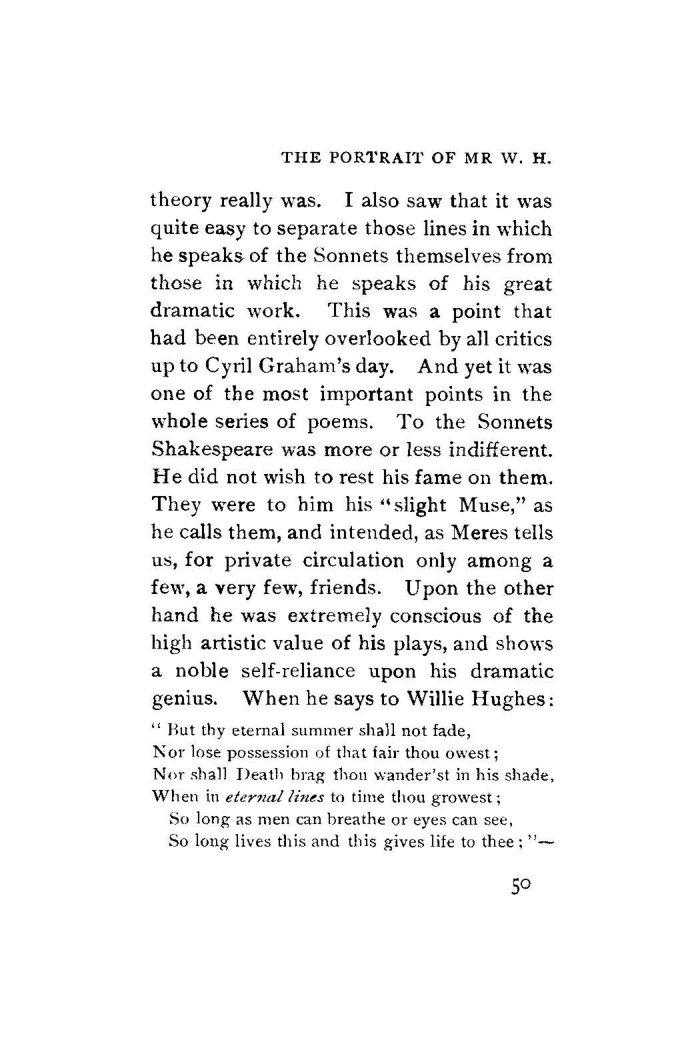 THE PORTRAIT OF MR W. H.
theory really was. I also saw that it was
quite easy to separate those lines in which
he speaks of the Sonnets themselves from
those in which he speaks of his great
dramatic work. This was a point that
had been entirely overlooked by all critics
up to Cyril Graham's day. And yet it was
one of the most important points in the
whole series of poems. To the Sonnets
Shakespeare was more or less indifferent.
He did not wish to rest his fame on them.
They were to him his "slight Muse," as
he calls them, and intended, as Meres tells
us, for private circulation only among a
few, a very few, friends. Upon the other
hand he was extremely conscious of the
high artistic value of his plays, and shows
a noble self-reliance upon his dramatic
genius. When he says to Willie Hughes:
"But thy eternal summer shall not fade,
Nor lose possession of that fair thou owest;
Nor shall Death brag thou wander'st in his shade,
When in eternal lines to time thou growest;
So long as men can breathe or eyes can see,
So long lives this and this gives life to thee;"—
50